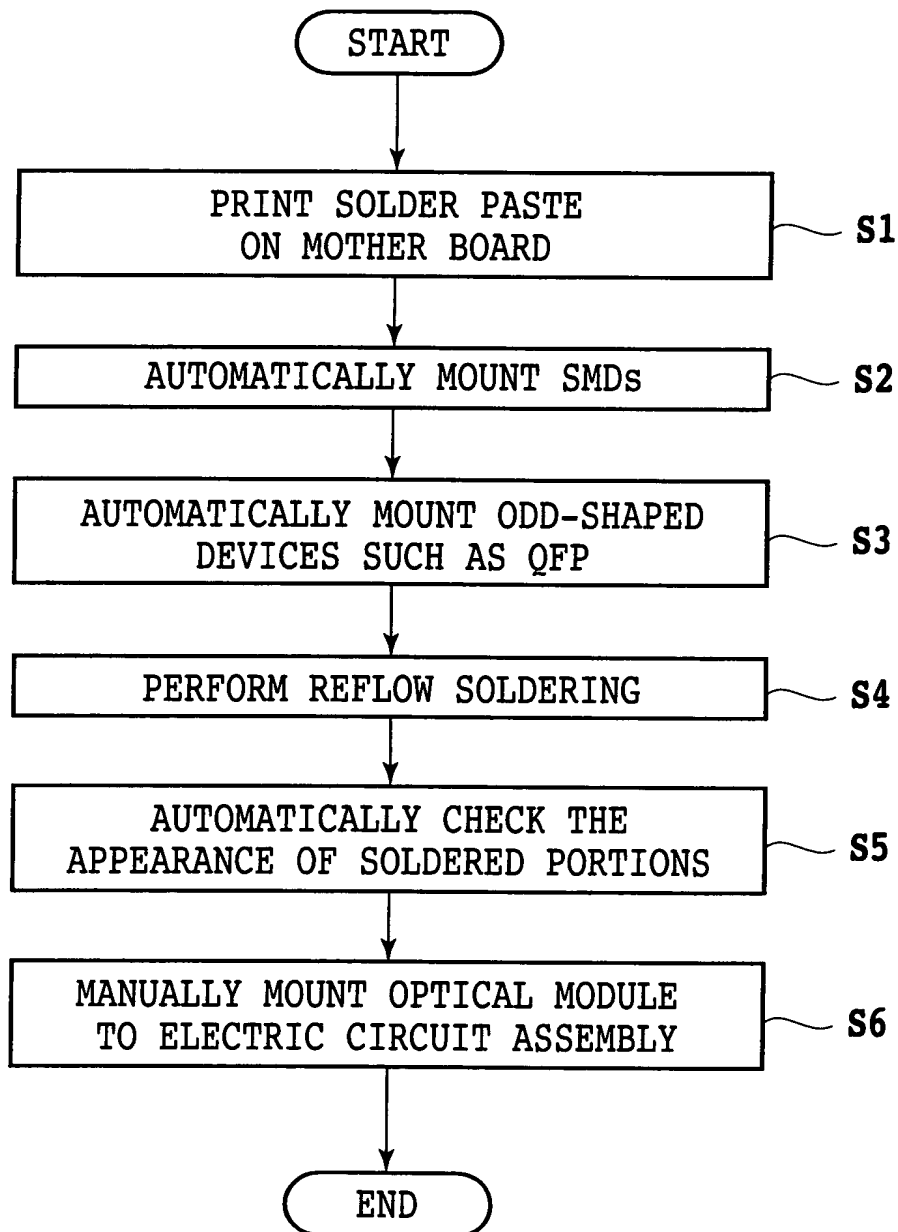 START
PRINT SOLDER PASTE
ON MOTHER BOARD
S1
AUTOMATICALLY MOUNT SMDs
S2
AUTOMATICALLY MOUNT ODD-SHAPED
DEVICES SUCH AS QFP
S3
PERFORM REFLOW SOLDERING
S4
AUTOMATICALLY CHECK THE
APPEARANCE OF SOLDERED PORTIONS
S5
MANUALLY MOUNT OPTICAL MODULE
TO ELECTRIC CIRCUIT ASSEMBLY
S6
END